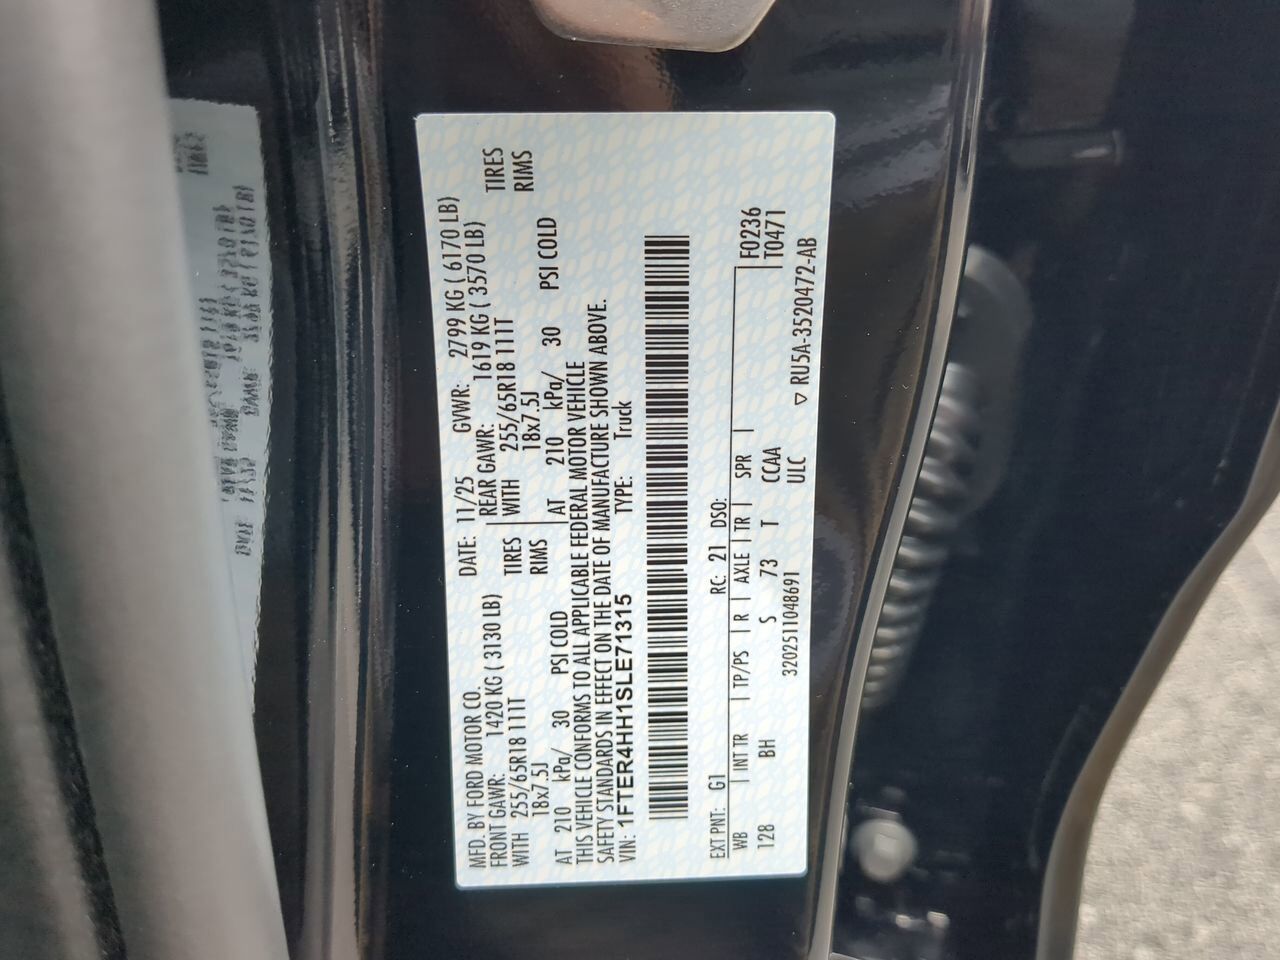 MFD. BY FORD MOTOR CO. DATE: 11/25 GVWR: 2799 KG ( 6170 LB)
FRONT GAWR: 1420 KG ( 3130 LB) REAR GAWR: 1619 KG ( 3570 LB)
WITH 255/65R18 111T TIRES WITH 255/65R18 111T TIRES
18x7.5J RIMS 18x7.5J RIMS
AT 210 kPa/ 30 PSI COLD AT 210 kPa/ 30 PSI COLD
THIS VEHICLE CONFORMS TO ALL APPLICABLE FEDERAL MOTOR VEHICLE
SAFETY STANDARDS IN EFFECT ON THE DATE OF MANUFACTURE SHOWN ABOVE.
VIN: 1FTER4HH1SLE71315 TYPE: Truck
EXT PNT: G1 RC: 21 DSO: F0236
WB INT TR TP/PS R AXLE TR SPR T0471
128 BH S 73 T CCAA
3202511048691 ULC ▽ RU5A-3520472-AB